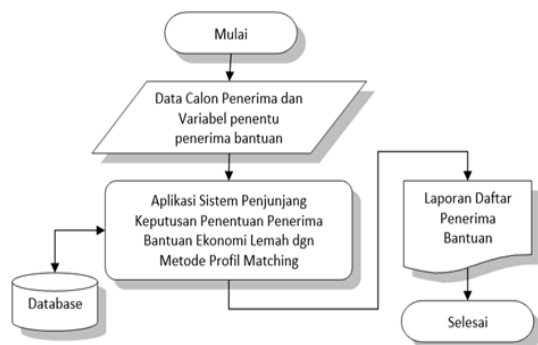 Mulai
Data Calon Penerima dan
Variabel penentu
penerima bantuan
Aplikasi Sistem Penjunjang
Keputusan Penentuan Penerima
Bantuan Ekonomi Lemah dgn
Metode Profil Matching
Database
Laporan Daftar
Penerima
Bantuan
Selesai